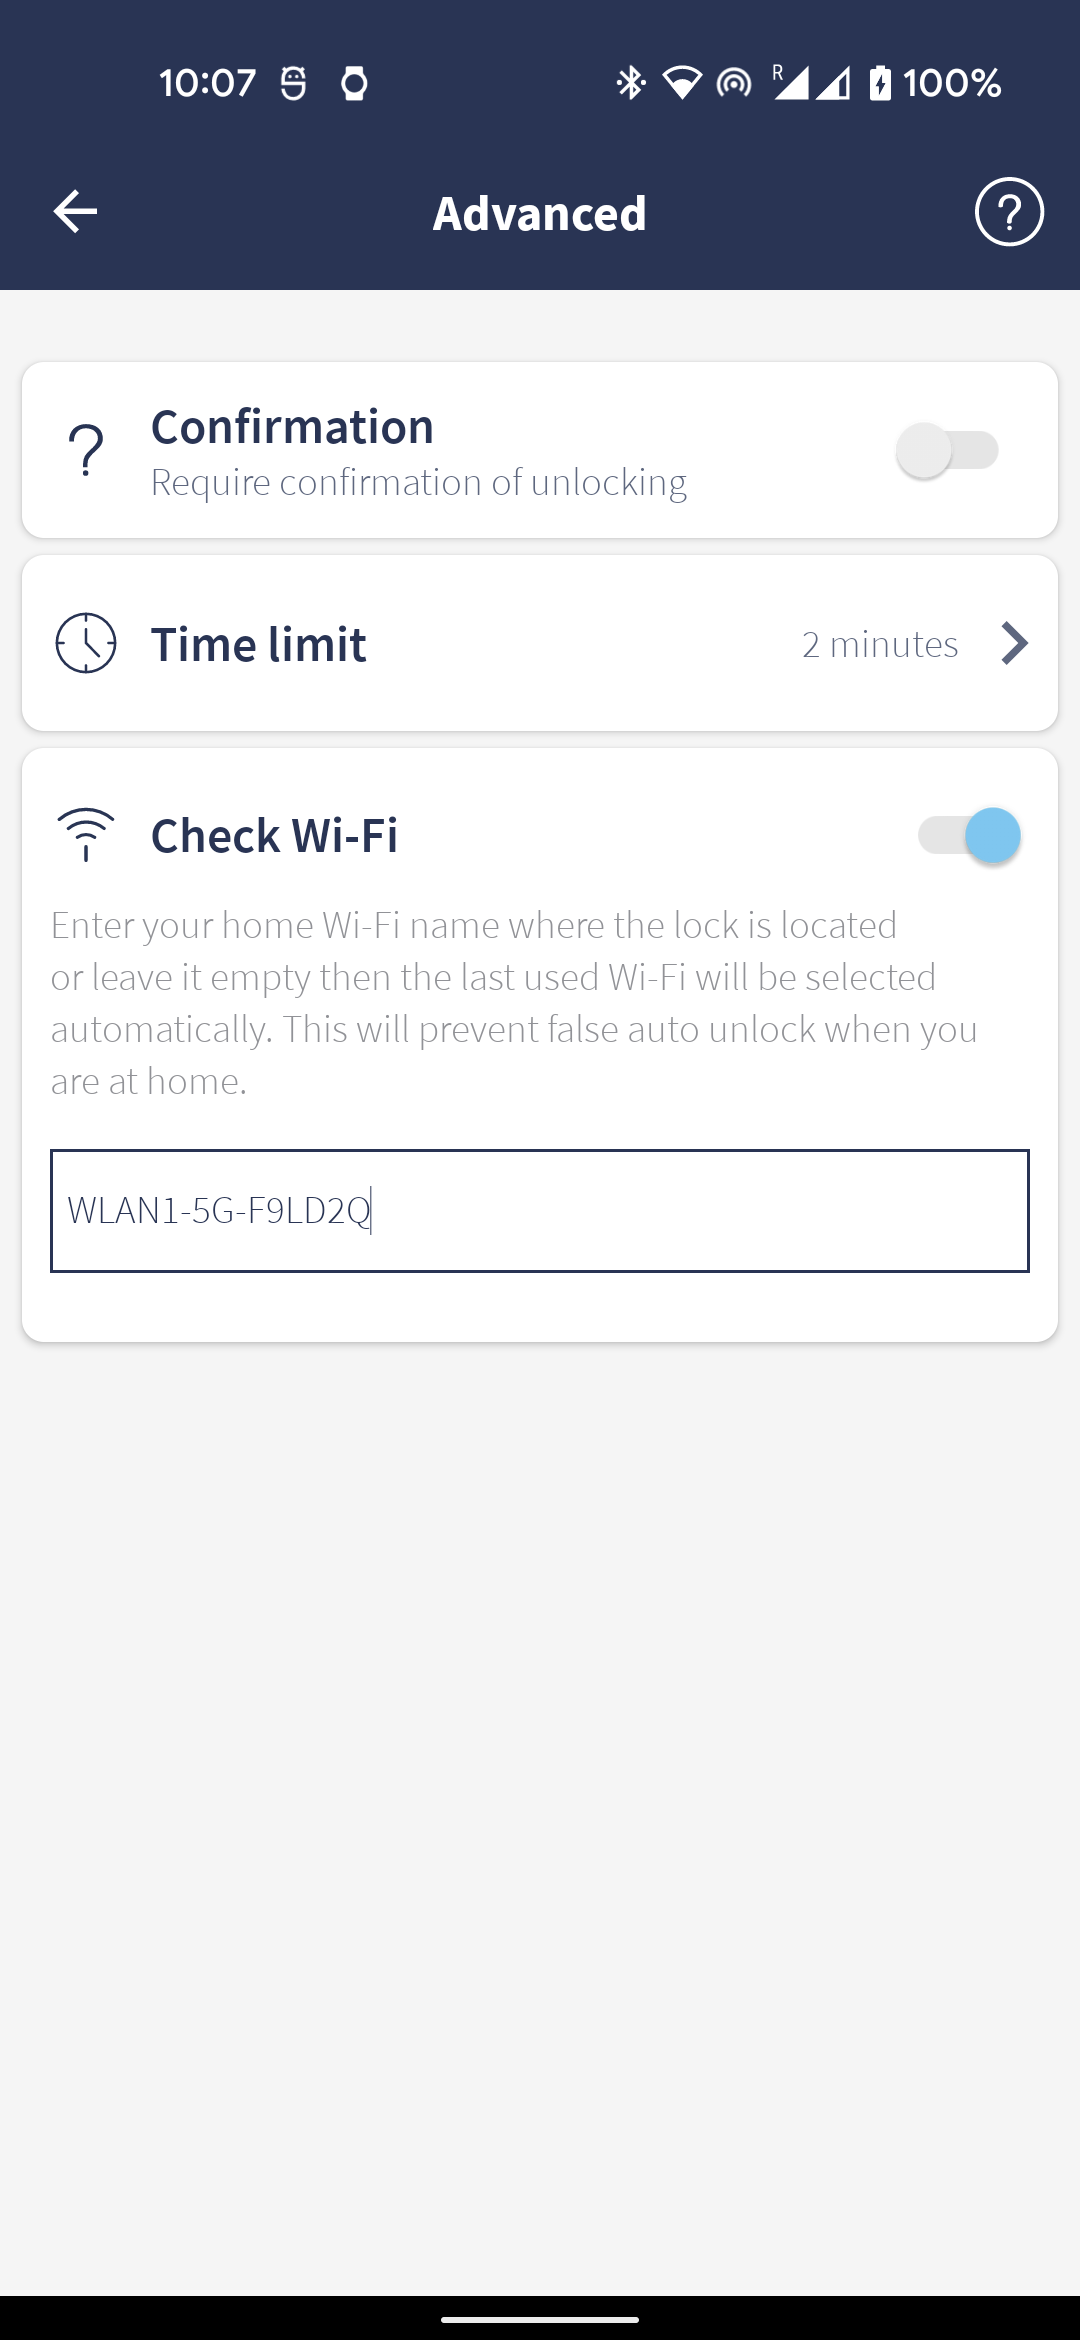 10:07
R
100%
Advanced
?
?
Confirmation
Require confirmation of unlocking
Time limit
2 minutes
Check Wi-Fi
Enter your home Wi-Fi name where the lock is located
or leave it empty then the last used Wi-Fi will be selected
automatically. This will prevent false auto unlock when you
are at home.
WLAN1-5G-F9LD2Q